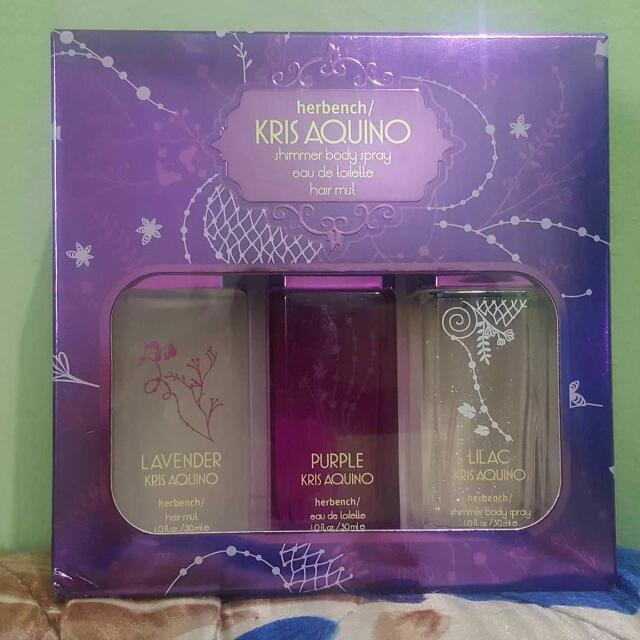 herbench/
KRIS AQUINO
shimmer body spray
eau de toilette
hair mist
LAVENDER
KRIS AQUINO
herbench/
hair mist
1.0 fl.oz./30 ml e
PURPLE
KRIS AQUINO
herbench/
eau de toilette
1.0 fl.oz./30 ml e
LILAC
KRIS AQUINO
herbench/
shimmer body spray
1.0 fl.oz./30 ml e